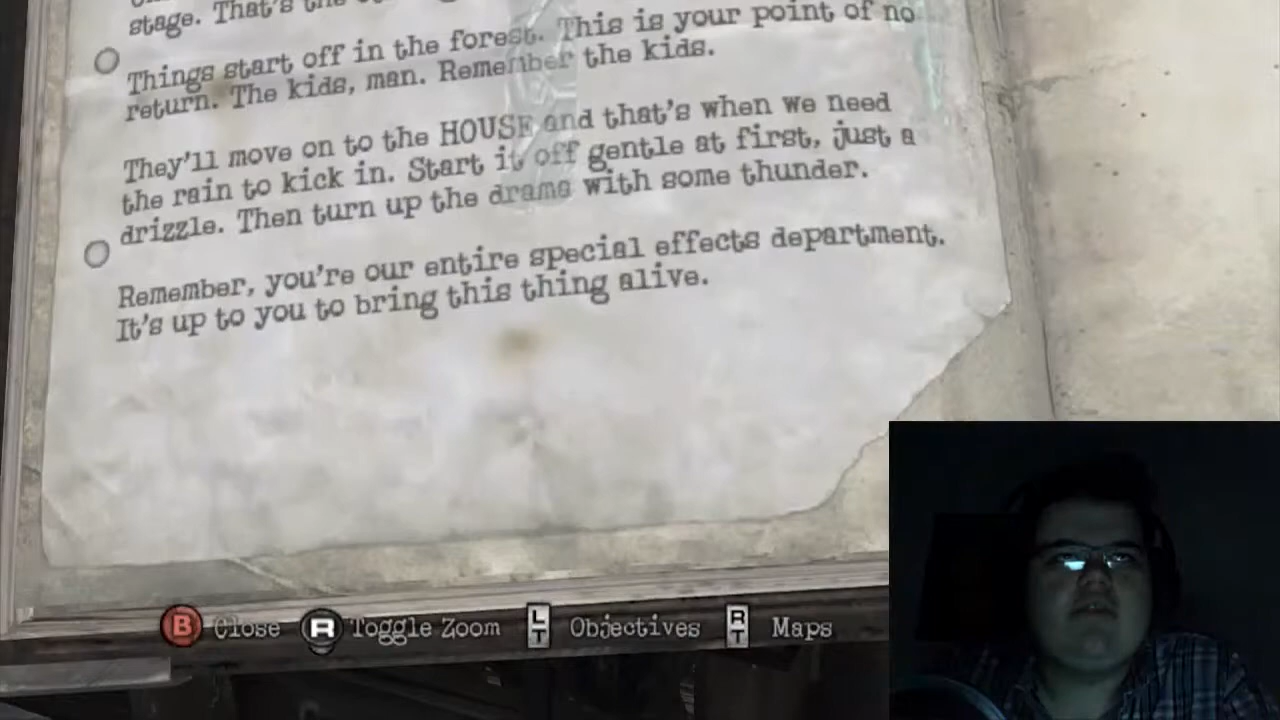 stage. That's the
Things start off in the forest. This is your point of no
return. The kids, man. Remember the kids.
They'll move on to the HOUSE and that's when we need
the rain to kick in. Start it off gentle at first, just a
drizzle. Then turn up the drama with some thunder.
Remember, you're our entire special effects department.
It's up to you to bring this thing alive.
B Close R Toggle Zoom LT Objectives RT Maps